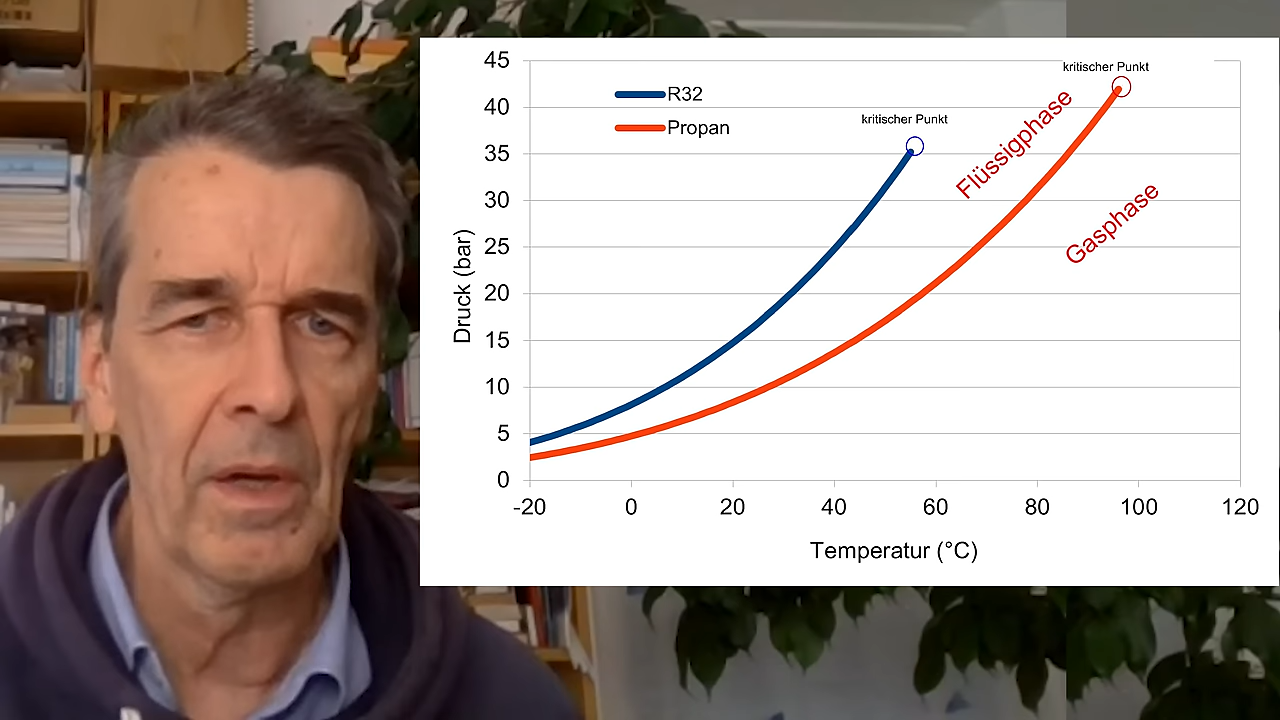 45
kritischer Punkt
R32
40
kritischer Punkt
Propan
35
Flüssigphase
30
Gasphase
25
Druck (bar)
20
15
10
5
0
-20 0 20 40 60 80 100 120
Temperatur (°C)